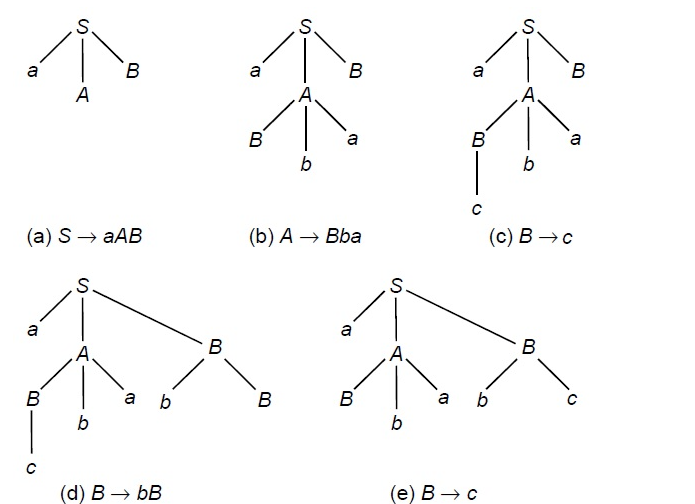 S S S
a B a B a B
A A A
B a B a
b b
c
(a) S → aAB (b) A → Bba (c) B → c
S S
a a
B B
A A
B a b B B a b c
b b
c
(d) B → bB (e) B → c